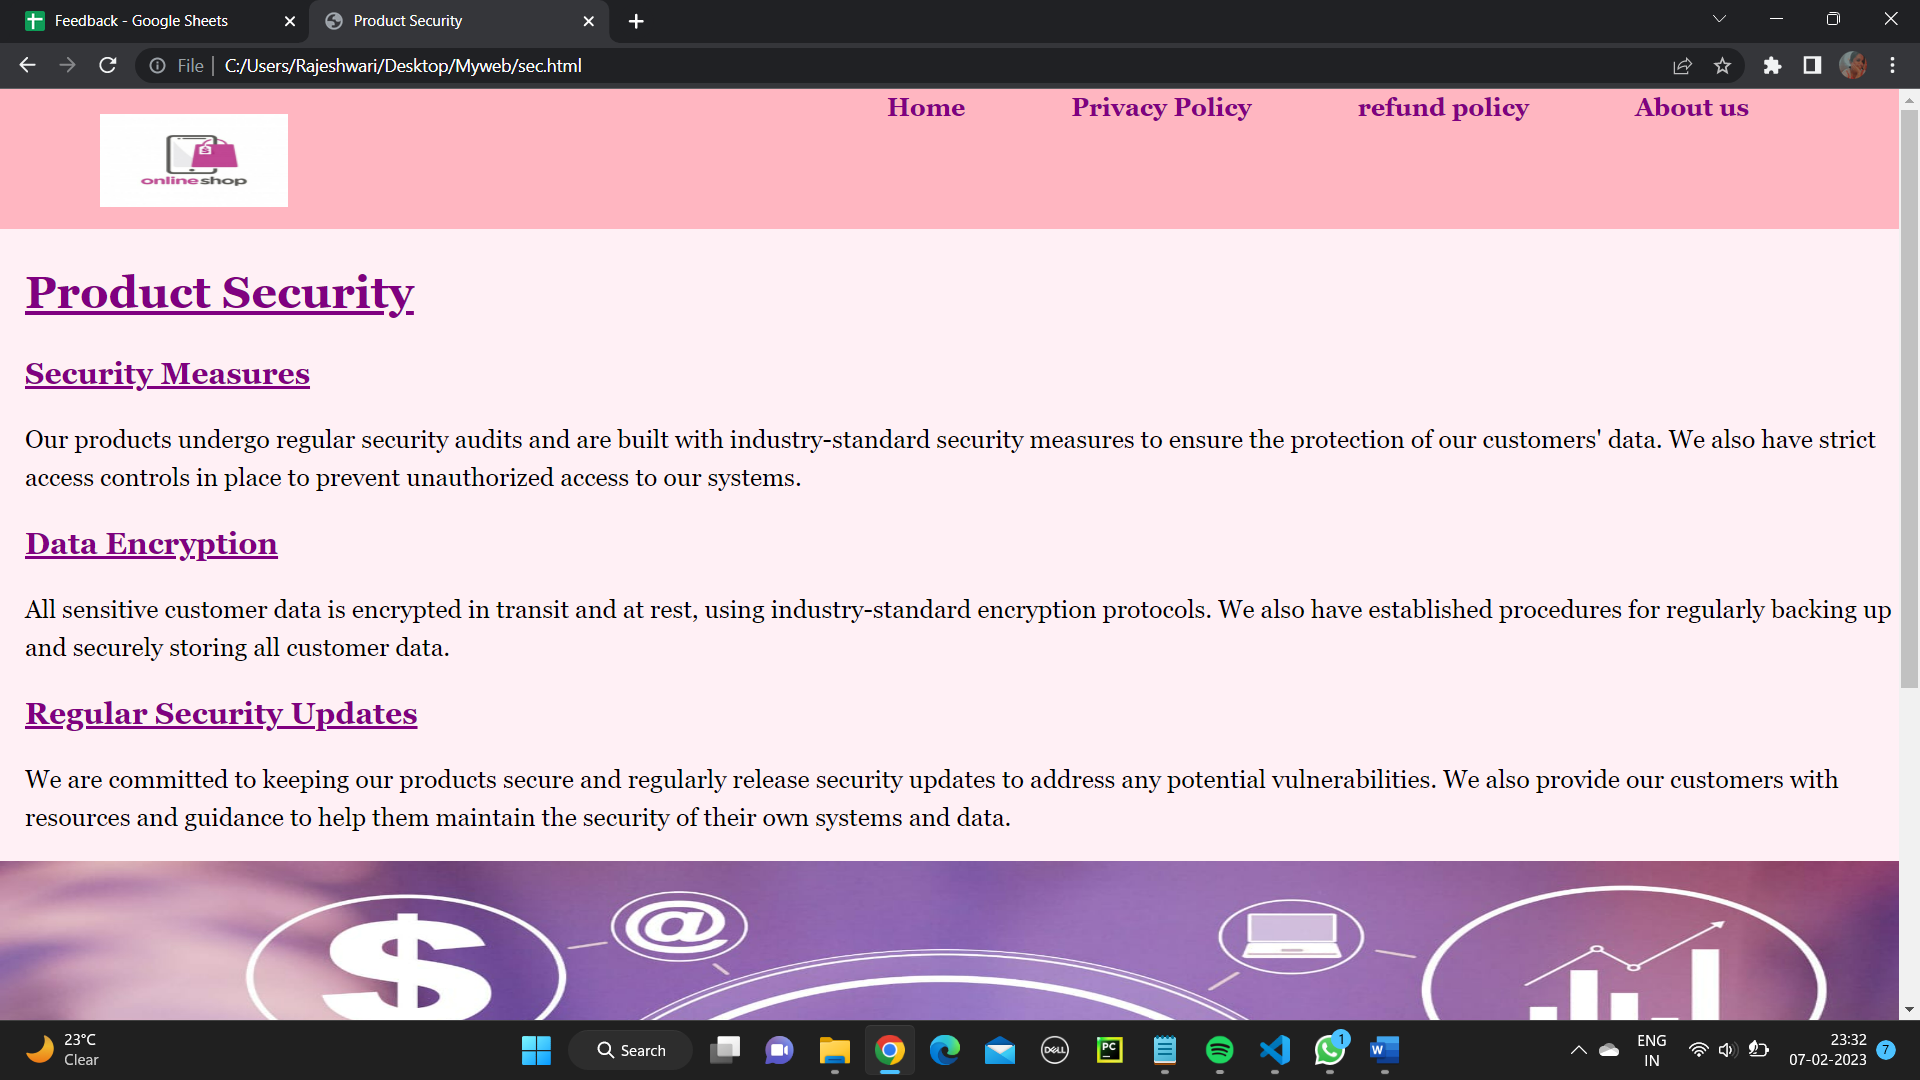 Feedback - Google Sheets
Product Security
File
C:/Users/Rajeshwari/Desktop/Myweb/sec.html
onlineshop
Home
Privacy Policy
refund policy
About us
Product Security
Security Measures
Our products undergo regular security audits and are built with industry-standard security measures to ensure the protection of our customers' data. We also have strict
access controls in place to prevent unauthorized access to our systems.
Data Encryption
All sensitive customer data is encrypted in transit and at rest, using industry-standard encryption protocols. We also have established procedures for regularly backing up
and securely storing all customer data.
Regular Security Updates
We are committed to keeping our products secure and regularly release security updates to address any potential vulnerabilities. We also provide our customers with
resources and guidance to help them maintain the security of their own systems and data.
$
@
23°C
Clear
Search
DELL
PC
1
W
ENG
IN
23:32
07-02-2023
7